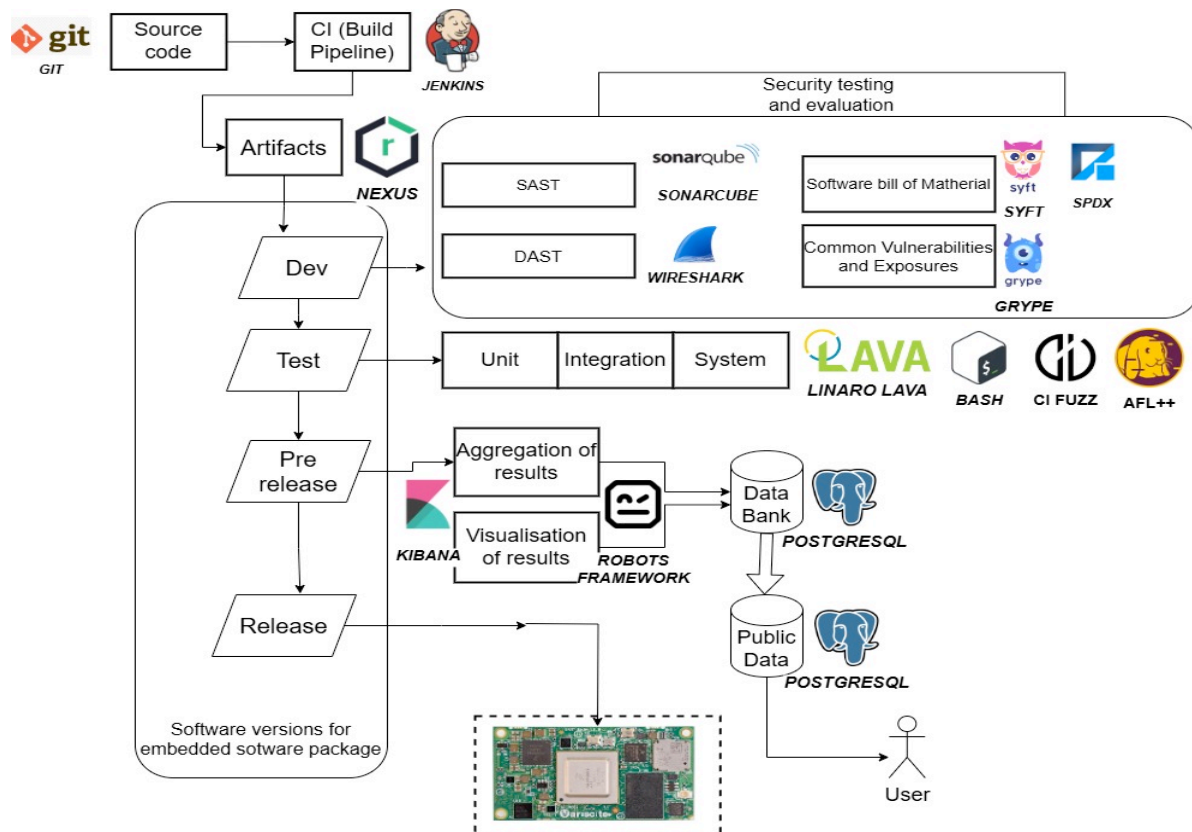 git
GIT
Source
code
CI (Build
Pipeline)
JENKINS
Security testing
and evaluation
Artifacts
r
NEXUS
SAST
sonarqube
SONARCUBE
Software bill of Matherial
syft
SYFT
SPDX
Dev
DAST
WIRESHARK
Common Vulnerabilities
and Exposures
grype
GRYPE
Test
Unit
Integration
System
LAVA
LINARO LAVA
$_
BASH
CI FUZZ
AFL++
Pre
release
Aggregation of
results
KIBANA
Visualisation
of results
ROBOTS
FRAMEWORK
Data
Bank
POSTGRESQL
Release
Public
Data
POSTGRESQL
Software versions for
embedded sotware package
Variscite
User